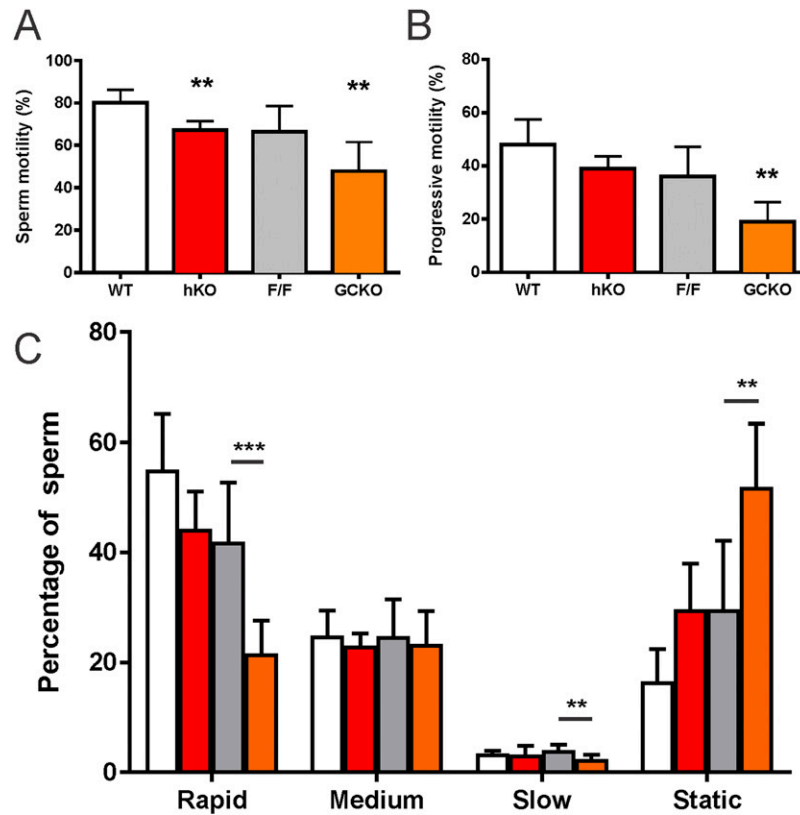 A
Sperm motility (%)
100
80
60
40
20
0
**
**
WT hKO F/F GCKO
B
Progressive motility (%)
80
60
40
20
0
**
WT hKO F/F GCKO
C
Percentage of sperm
80
60
40
20
0
***
**
**
Rapid Medium Slow Static